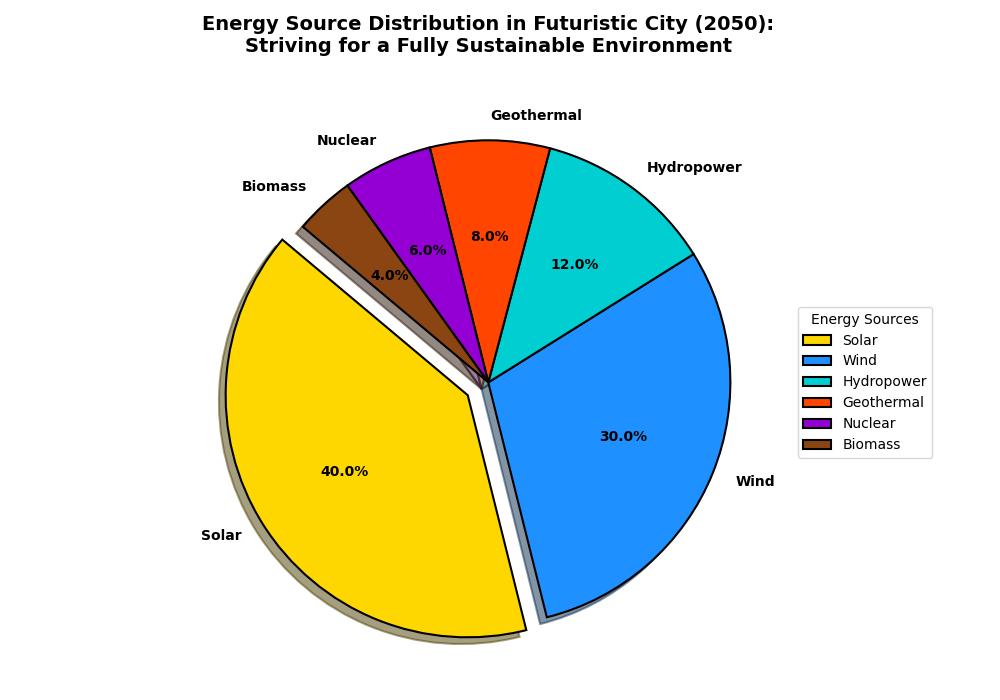 Energy Source Distribution in Futuristic City (2050):
Striving for a Fully Sustainable Environment
Geothermal
Nuclear
Hydropower
Biomass
8.0%
6.0%
12.0%
4.0%
Energy Sources
Solar
Wind
Hydropower
Geothermal
Nuclear
Biomass
30.0%
40.0%
Wind
Solar